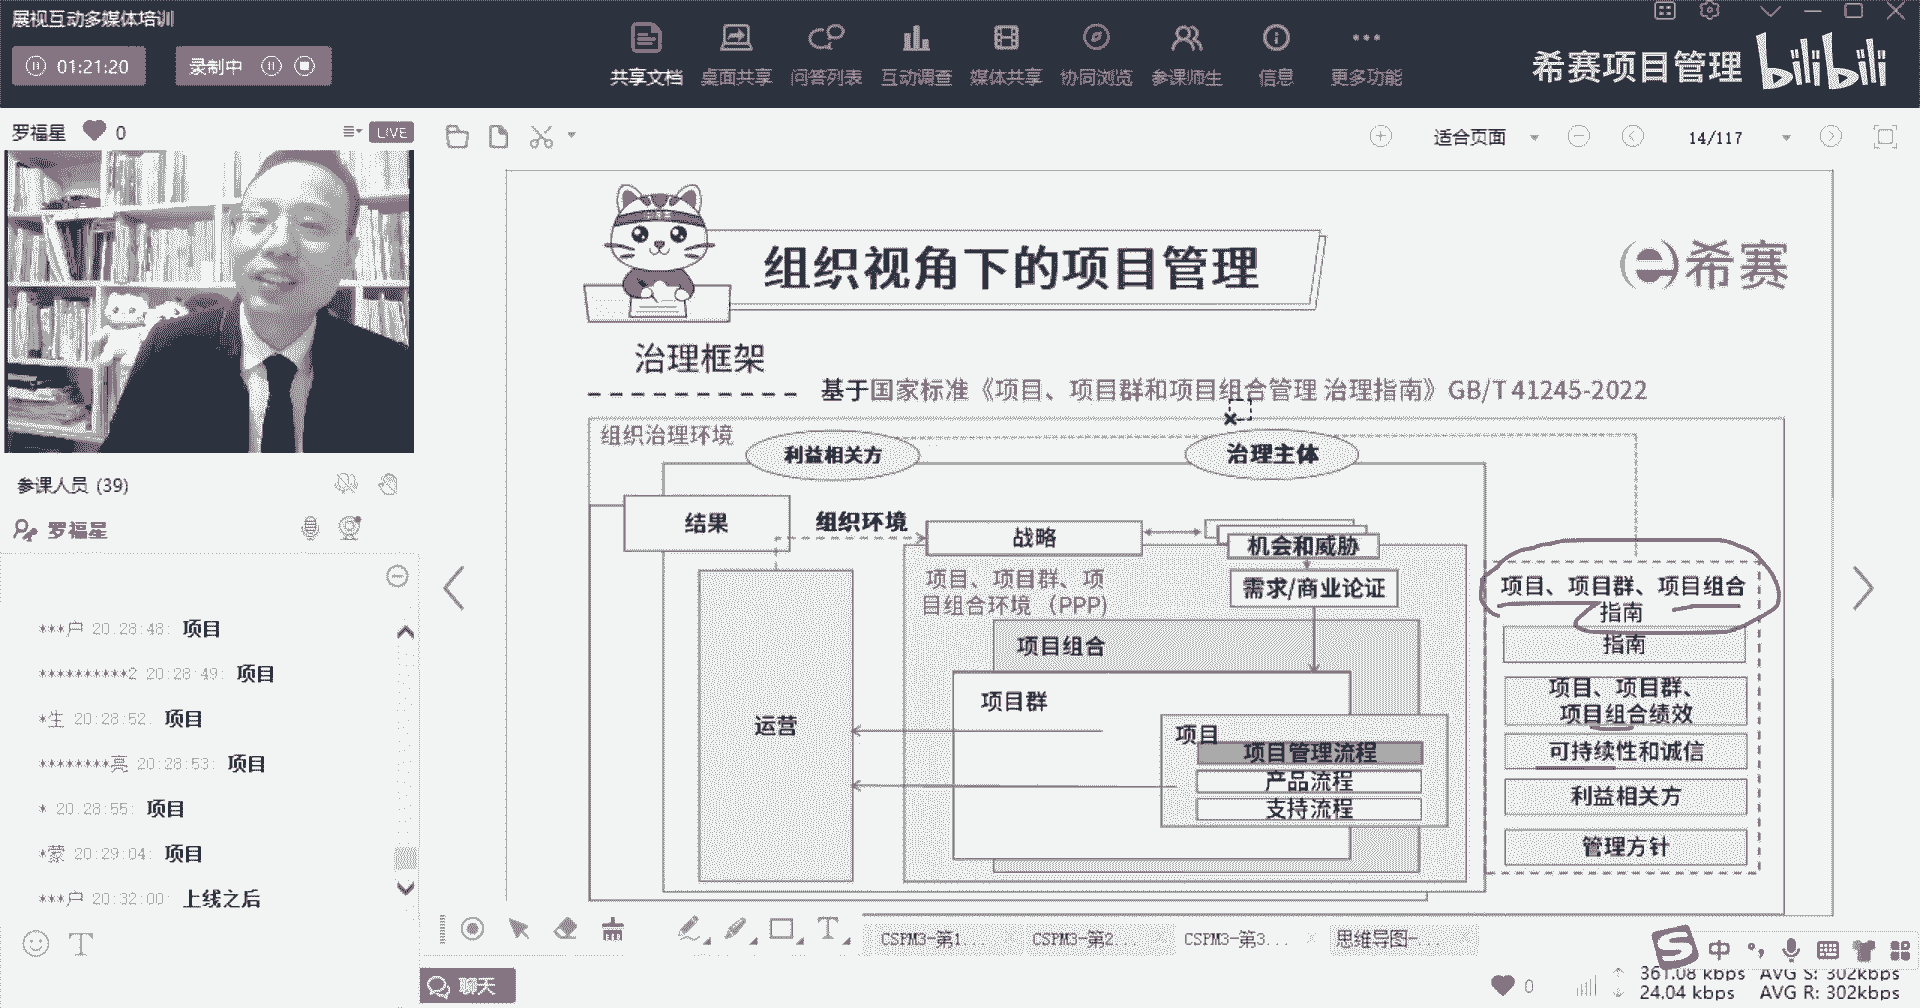 展视互动多媒体培训
01:21:20
录制中
共享文档
桌面共享
问答列表
互动调查
媒体共享
协同浏览
参课师生
信息
更多功能
希赛项目管理
bilibili
罗福星 0
LIVE
适合页面
14/117
组织视角下的项目管理
希赛
治理框架
基于国家标准《项目、项目群和项目组合管理 治理指南》GB/T 41245-2022
组织治理环境
利益相关方
治理主体
结果
组织环境
战略
机会和威胁
项目、项目群、项
目组合环境 (PPP)
需求/商业论证
项目组合
项目群
运营
项目
项目管理流程
产品流程
支持流程
项目、项目群、项目组合
指南
指南
项目、项目群、
项目组合绩效
可持续性和诚信
利益相关方
管理方针
参课人员 (39)
罗福星
***户 20:28:48: 项目
**********2 20:28:49: 项目
*生 20:28:52: 项目
********亮 20:28:53: 项目
* 20:28:55: 项目
*蒙 20:29:04: 项目
***户 20:32:00: 上线之后
T
T
CSPM3-第1...
CSPM3-第2...
CSPM3-第3...
思维导图-...
S 中
聊天
0
361.08 kbps AVG S: 302kbps
24.04 kbps AVG R: 302kbps